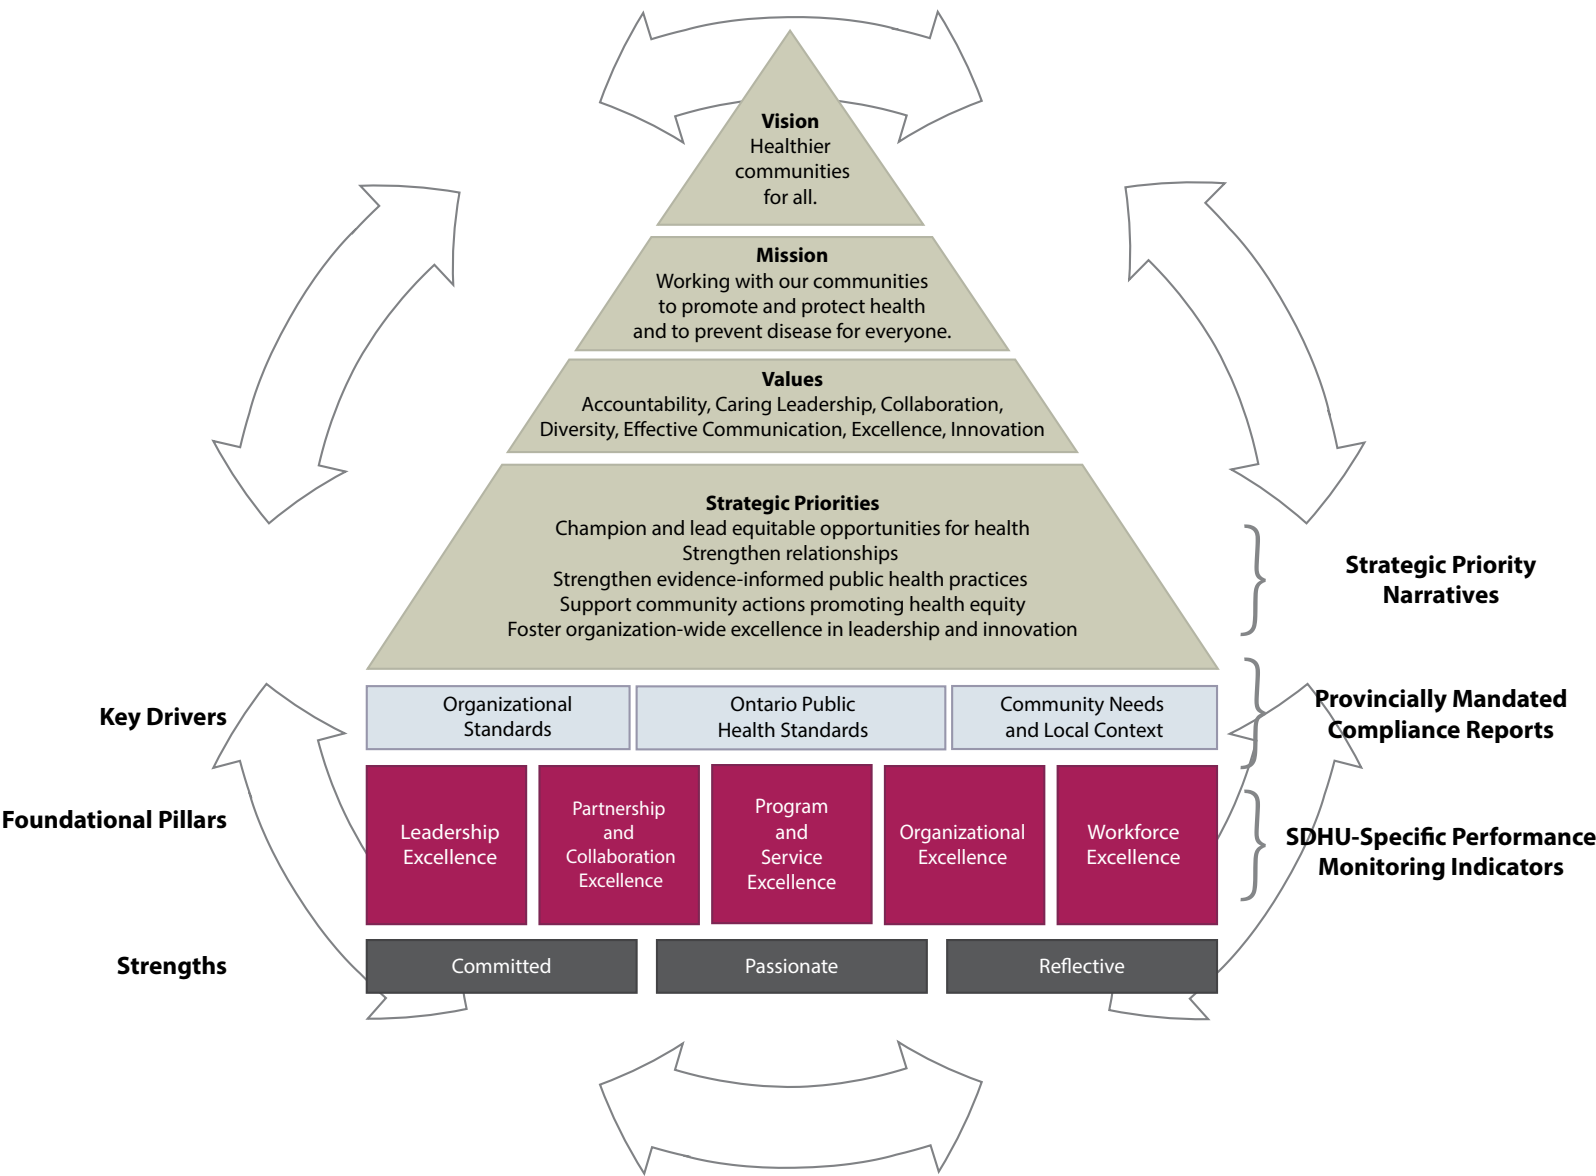 Vision
Healthier
communities
for all.
Mission
Working with our communities
to promote and protect health
and to prevent disease for everyone.
Values
Accountability, Caring Leadership, Collaboration,
Diversity, Effective Communication, Excellence, Innovation
Strategic Priorities
Champion and lead equitable opportunities for health
Strengthen relationships
Strengthen evidence-informed public health practices
Support community actions promoting health equity
Foster organization-wide excellence in leadership and innovation
Strategic Priority
Narratives
Key Drivers
Organizational
Standards
Ontario Public
Health Standards
Community Needs
and Local Context
Provincially Mandated
Compliance Reports
Foundational Pillars
Leadership
Excellence
Partnership
and
Collaboration
Excellence
Program
and
Service
Excellence
Organizational
Excellence
Workforce
Excellence
SDHU-Specific Performance
Monitoring Indicators
Strengths
Committed
Passionate
Reflective